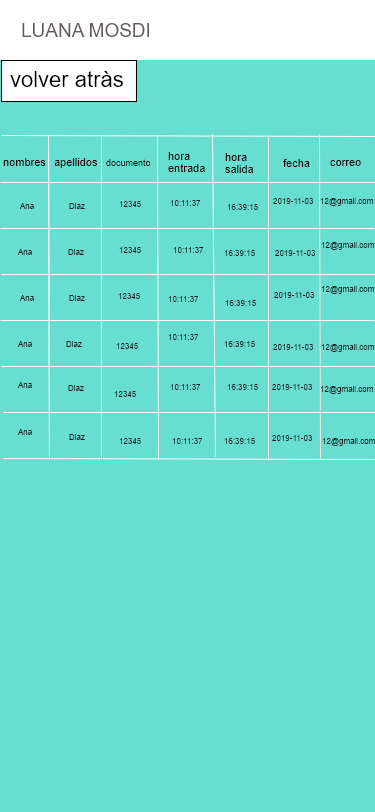 LUANA MOSDI
volver atràs
nombres apellidos documento hora entrada hora salida fecha correo
Ana Diaz 12345 10:11:37 16:39:15 2019-11-03 12@gmail.com
Ana Diaz 12345 10:11:37 16:39:15 2019-11-03 12@gmail.com
Ana Diaz 12345 10:11:37 16:39:15 2019-11-03 12@gmail.com
Ana Diaz 12345 10:11:37 16:39:15 2019-11-03 12@gmail.com
Ana Diaz 12345 10:11:37 16:39:15 2019-11-03 12@gmail.com
Ana Diaz 12345 10:11:37 16:39:15 2019-11-03 12@gmail.com